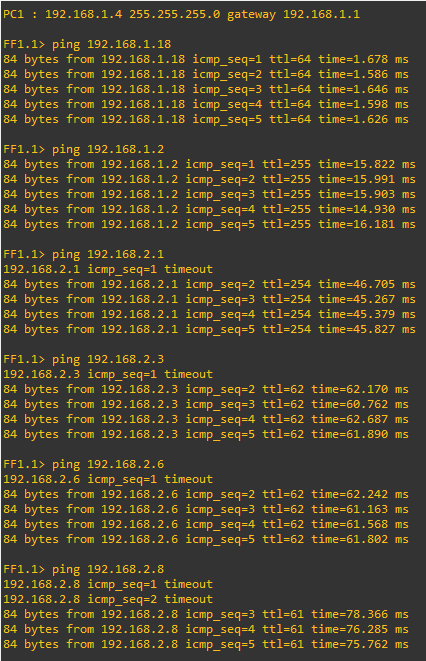 PC1 : 192.168.1.4 255.255.255.0 gateway 192.168.1.1
FF1.1> ping 192.168.1.18
84 bytes from 192.168.1.18 icmp_seq=1 ttl=64 time=1.678 ms
84 bytes from 192.168.1.18 icmp_seq=2 ttl=64 time=1.586 ms
84 bytes from 192.168.1.18 icmp_seq=3 ttl=64 time=1.646 ms
84 bytes from 192.168.1.18 icmp_seq=4 ttl=64 time=1.598 ms
84 bytes from 192.168.1.18 icmp_seq=5 ttl=64 time=1.626 ms
FF1.1> ping 192.168.1.2
84 bytes from 192.168.1.2 icmp_seq=1 ttl=255 time=15.822 ms
84 bytes from 192.168.1.2 icmp_seq=2 ttl=255 time=15.991 ms
84 bytes from 192.168.1.2 icmp_seq=3 ttl=255 time=15.903 ms
84 bytes from 192.168.1.2 icmp_seq=4 ttl=255 time=14.930 ms
84 bytes from 192.168.1.2 icmp_seq=5 ttl=255 time=16.181 ms
FF1.1> ping 192.168.2.1
192.168.2.1 icmp_seq=1 timeout
84 bytes from 192.168.2.1 icmp_seq=2 ttl=254 time=46.705 ms
84 bytes from 192.168.2.1 icmp_seq=3 ttl=254 time=45.267 ms
84 bytes from 192.168.2.1 icmp_seq=4 ttl=254 time=45.379 ms
84 bytes from 192.168.2.1 icmp_seq=5 ttl=254 time=45.827 ms
FF1.1> ping 192.168.2.3
192.168.2.3 icmp_seq=1 timeout
84 bytes from 192.168.2.3 icmp_seq=2 ttl=62 time=62.170 ms
84 bytes from 192.168.2.3 icmp_seq=3 ttl=62 time=60.762 ms
84 bytes from 192.168.2.3 icmp_seq=4 ttl=62 time=62.687 ms
84 bytes from 192.168.2.3 icmp_seq=5 ttl=62 time=61.890 ms
FF1.1> ping 192.168.2.6
192.168.2.6 icmp_seq=1 timeout
84 bytes from 192.168.2.6 icmp_seq=2 ttl=62 time=62.242 ms
84 bytes from 192.168.2.6 icmp_seq=3 ttl=62 time=61.163 ms
84 bytes from 192.168.2.6 icmp_seq=4 ttl=62 time=61.568 ms
84 bytes from 192.168.2.6 icmp_seq=5 ttl=62 time=61.802 ms
FF1.1> ping 192.168.2.8
192.168.2.8 icmp_seq=1 timeout
192.168.2.8 icmp_seq=2 timeout
84 bytes from 192.168.2.8 icmp_seq=3 ttl=61 time=78.366 ms
84 bytes from 192.168.2.8 icmp_seq=4 ttl=61 time=76.285 ms
84 bytes from 192.168.2.8 icmp_seq=5 ttl=61 time=75.762 ms